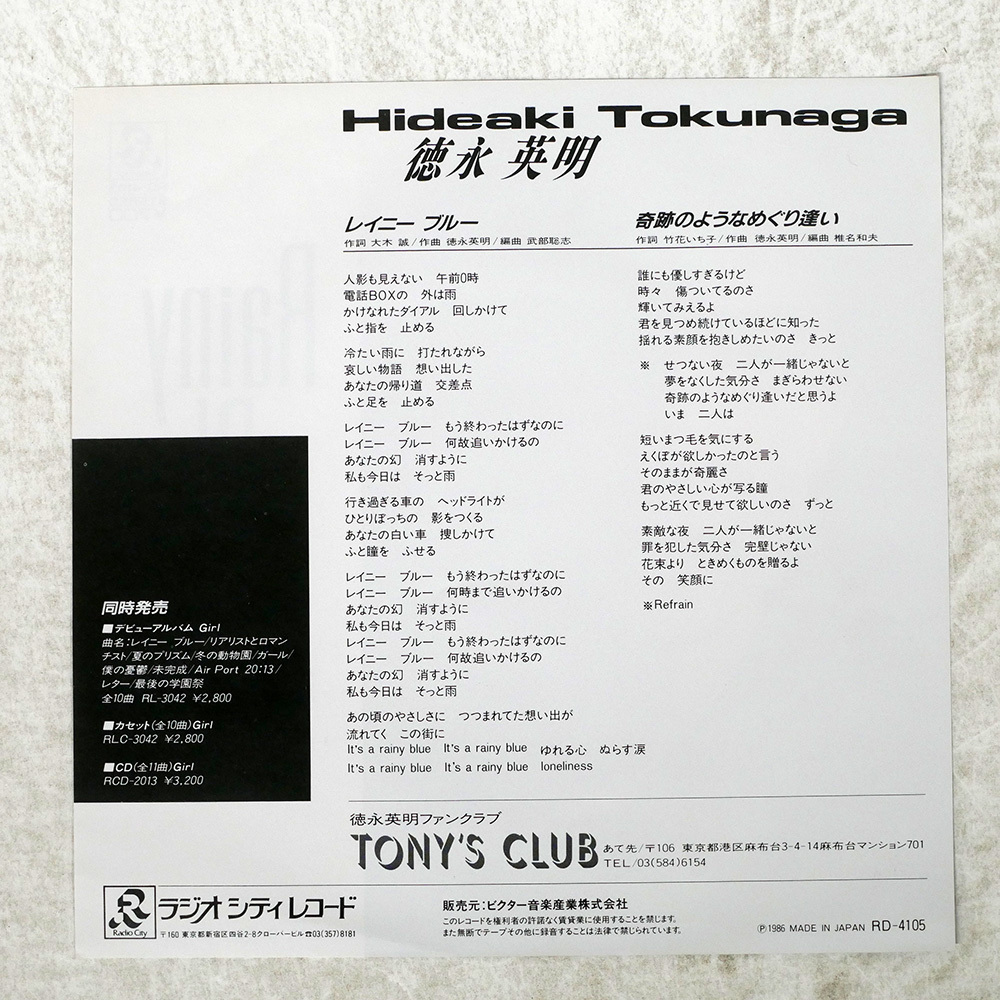 Hideaki Tokunaga
徳永 英明
レイニー ブルー
作詞 大木 誠/作曲 徳永英明/編曲 武部聡志
人影も見えない 午前0時
電話BOXの 外は雨
かけなれたダイアル 回しかけて
ふと指を 止める
冷たい雨に 打たれながら
哀しい物語 想い出した
あなたの帰り道 交差点
ふと足を 止める
レイニー ブルー もう終わったはずなのに
レイニー ブルー 何故追いかけるの
あなたの幻 消すように
私も今日は そっと雨
行き過ぎる車の ヘッドライトが
ひとりぼっちの 影をつくる
あなたの白い車 捜しかけて
ふと瞳を ふせる
レイニー ブルー もう終わったはずなのに
レイニー ブルー 何時まで追いかけるの
あなたの幻 消すように
私も今日は そっと雨
レイニー ブルー もう終わったはずなのに
レイニー ブルー 何故追いかけるの
あなたの幻 消すように
私も今日は そっと雨
あの頃のやさしさに つつまれてた想い出が
流れてく この街に
It's a rainy blue It's a rainy blue ゆれる心 ぬらす涙
It's a rainy blue It's a rainy blue loneliness
奇跡のようなめぐり逢い
作詞 竹花いち子/作曲 徳永英明/編曲 椎名和夫
誰にも優しすぎるけど
時々 傷ついてるのさ
輝いてみえるよ
君を見つめ続けているほどに知った
揺れる素顔を抱きしめたいのさ きっと
※ せつない夜 二人が一緒じゃないと
夢をなくした気分さ まぎらわせない
奇跡のようなめぐり逢いだと思うよ
いま 二人は
短いまつ毛を気にする
えくぼが欲しかったのと言う
そのままが奇麗さ
君のやさしい心が写る瞳
もっと近くで見せて欲しいのさ ずっと
素敵な夜 二人が一緒じゃないと
罪を犯した気分さ 完璧じゃない
花束より ときめくものを贈るよ
その 笑顔に
※Refrain
同時発売
■デビューアルバム Girl
曲名:レイニー ブルー/リアリストとロマン
チスト/夏のプリズム/冬の動物園/ガール/
僕の憂鬱/未完成/Air Port 20:13/
レター/最後の学園祭
全10曲 RL-3042 ¥2,800
■カセット(全10曲)Girl
RLC-3042 ¥2,800
■CD(全11曲)Girl
RCD-2013 ¥3,200
徳永英明ファンクラブ
TONY'S CLUB
あて先/〒106 東京都港区麻布台3-4-14麻布台マンション701
TEL/03(584)6154
Radio City
ラジオ シティ レコード
〒160 東京都新宿区四谷2-8クローバービル☎03(357)8181
販売元:ビクター音楽産業株式会社
このレコードを権利者の許諾なく賃貸業に使用することを禁じます。
また無断でテープその他に録音することは法律で禁じられています。
Ⓟ1986 MADE IN JAPAN RD-4105